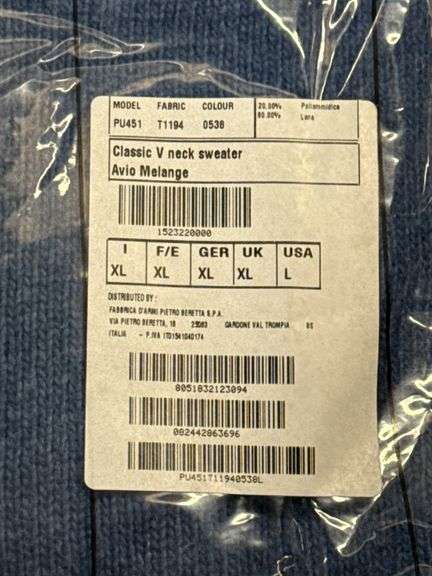 MODEL FABRIC COLOUR
PU451 T1194 0538
20.00% Poliammidica
80.00% Lana
Classic V neck sweater
Avio Melange
1523220000
I F/E GER UK USA
XL XL XL XL L
DISTRIBUTED BY :
FABBRICA D'ARMI PIETRO BERETTA S.P.A.
VIA PIETRO BERETTA, 18 25063 GARDONE VAL TROMPIA BS
ITALIA - P.IVA IT01541040174
8051832123094
082442863696
PU451T11940538L